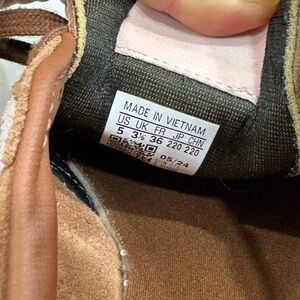 MADE IN VIETNAM
US UK FR JP CHN
5 3½ 36 220 220
05/24